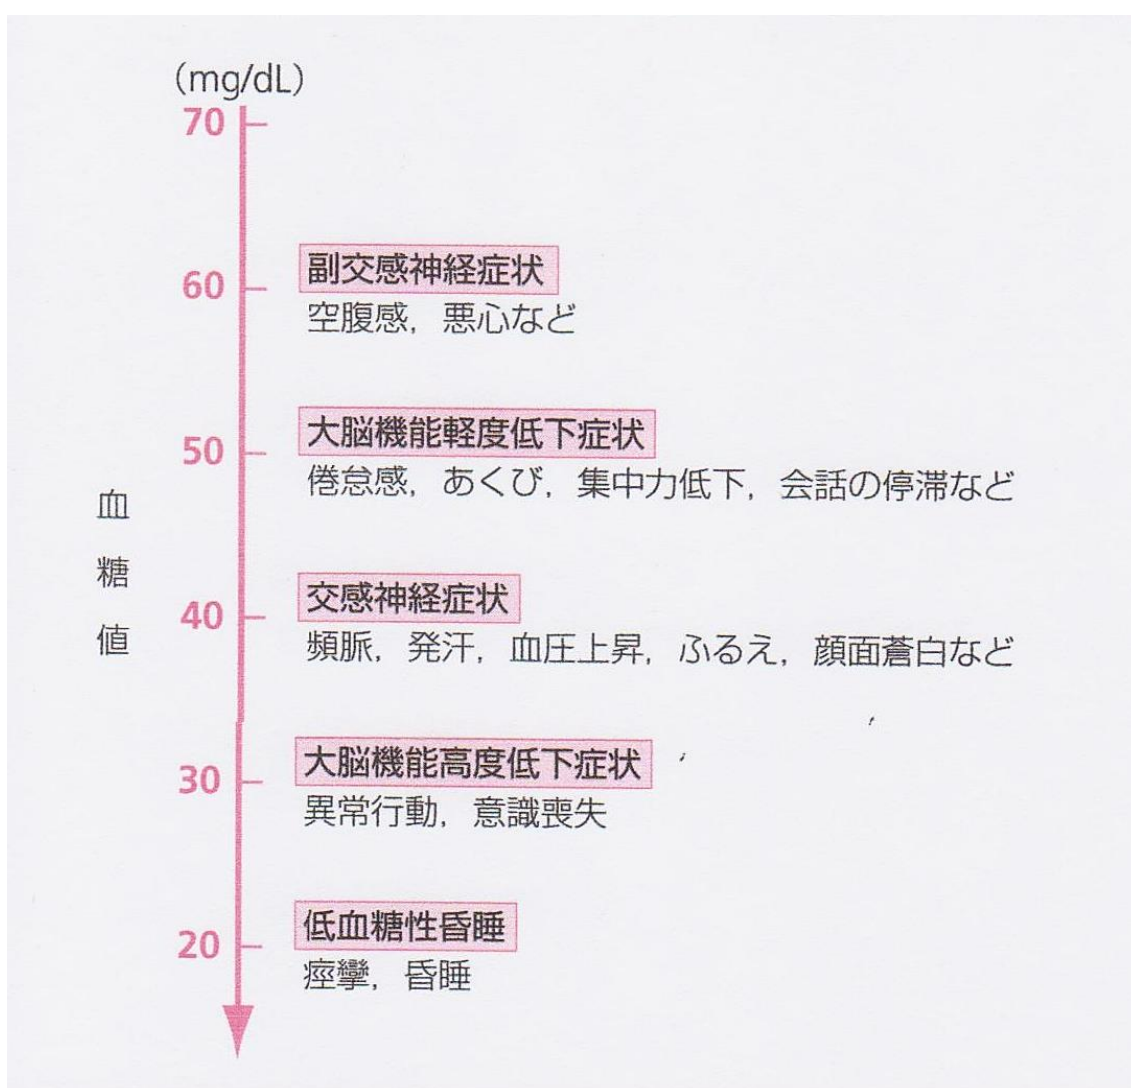 (mg/dL)
70
60
副交感神経症状
空腹感，悪心など
50
大脳機能軽度低下症状
倦怠感，あくび，集中力低下，会話の停滞など
血糖値
40
交感神経症状
頻脈，発汗，血圧上昇，ふるえ，顔面蒼白など
30
大脳機能高度低下症状
異常行動，意識喪失
20
低血糖性昏睡
痙攣，昏睡